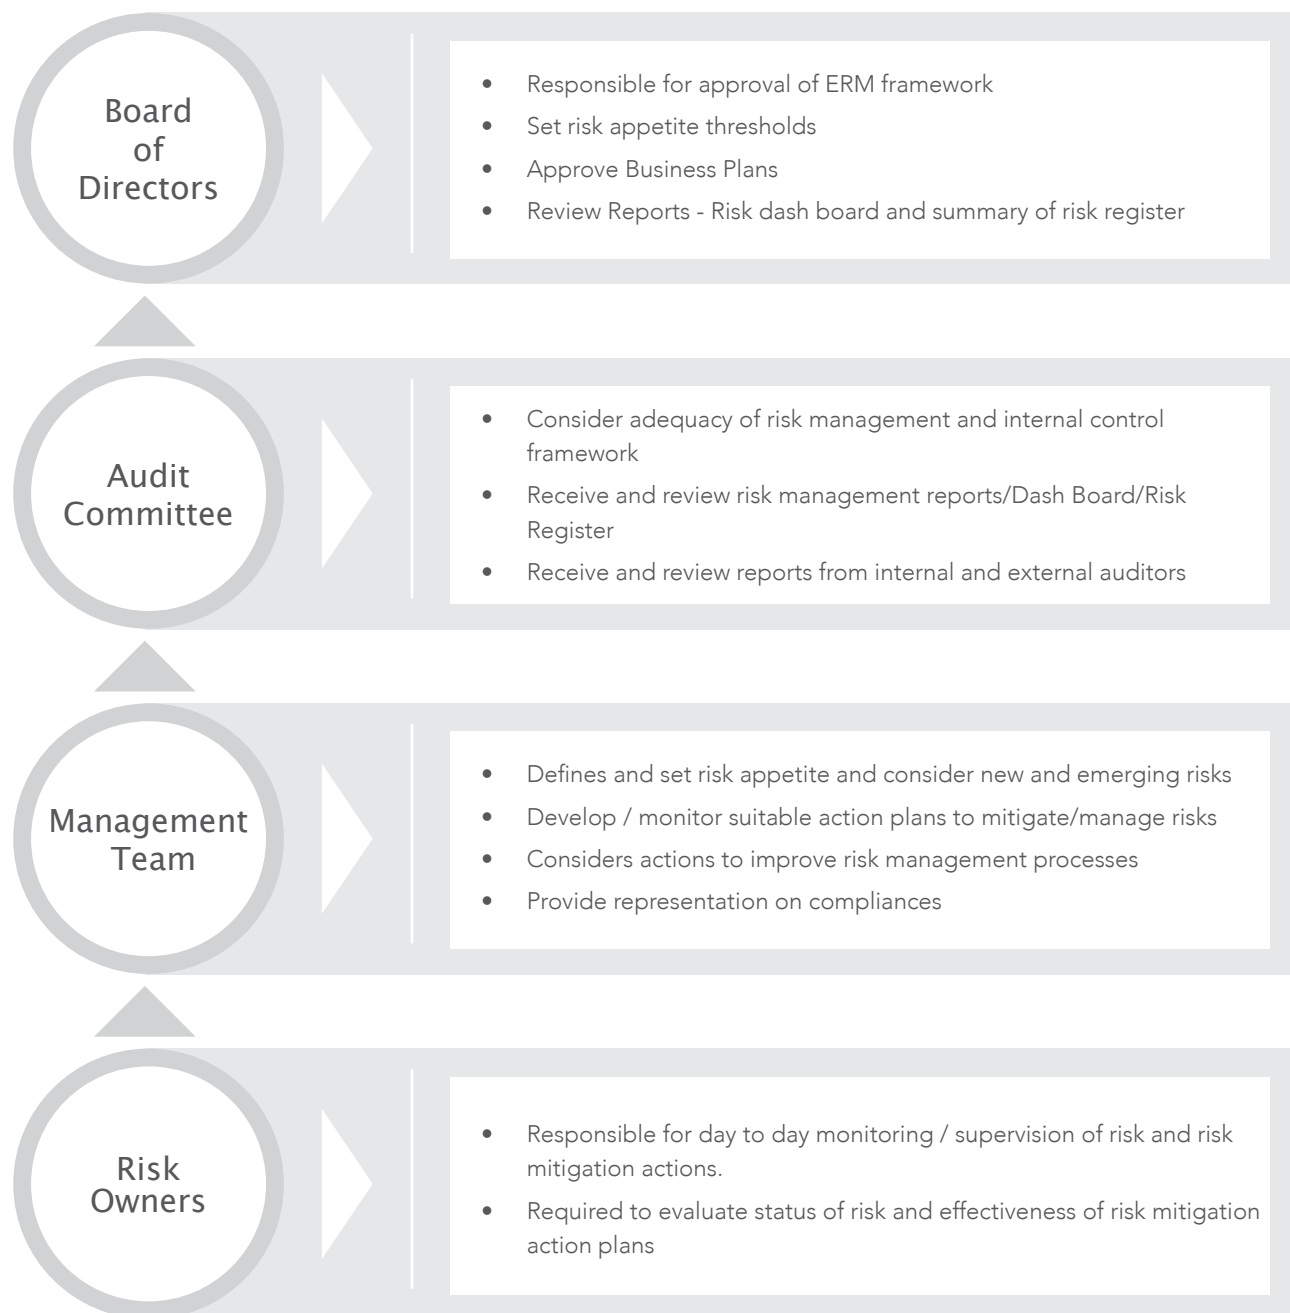 Board
of
Directors
• Responsible for approval of ERM framework
• Set risk appetite thresholds
• Approve Business Plans
• Review Reports - Risk dash board and summary of risk register
Audit
Committee
• Consider adequacy of risk management and internal control
framework
• Receive and review risk management reports/Dash Board/Risk
Register
• Receive and review reports from internal and external auditors
Management
Team
• Defines and set risk appetite and consider new and emerging risks
• Develop / monitor suitable action plans to mitigate/manage risks
• Considers actions to improve risk management processes
• Provide representation on compliances
Risk
Owners
• Responsible for day to day monitoring / supervision of risk and risk
mitigation actions.
• Required to evaluate status of risk and effectiveness of risk mitigation
action plans